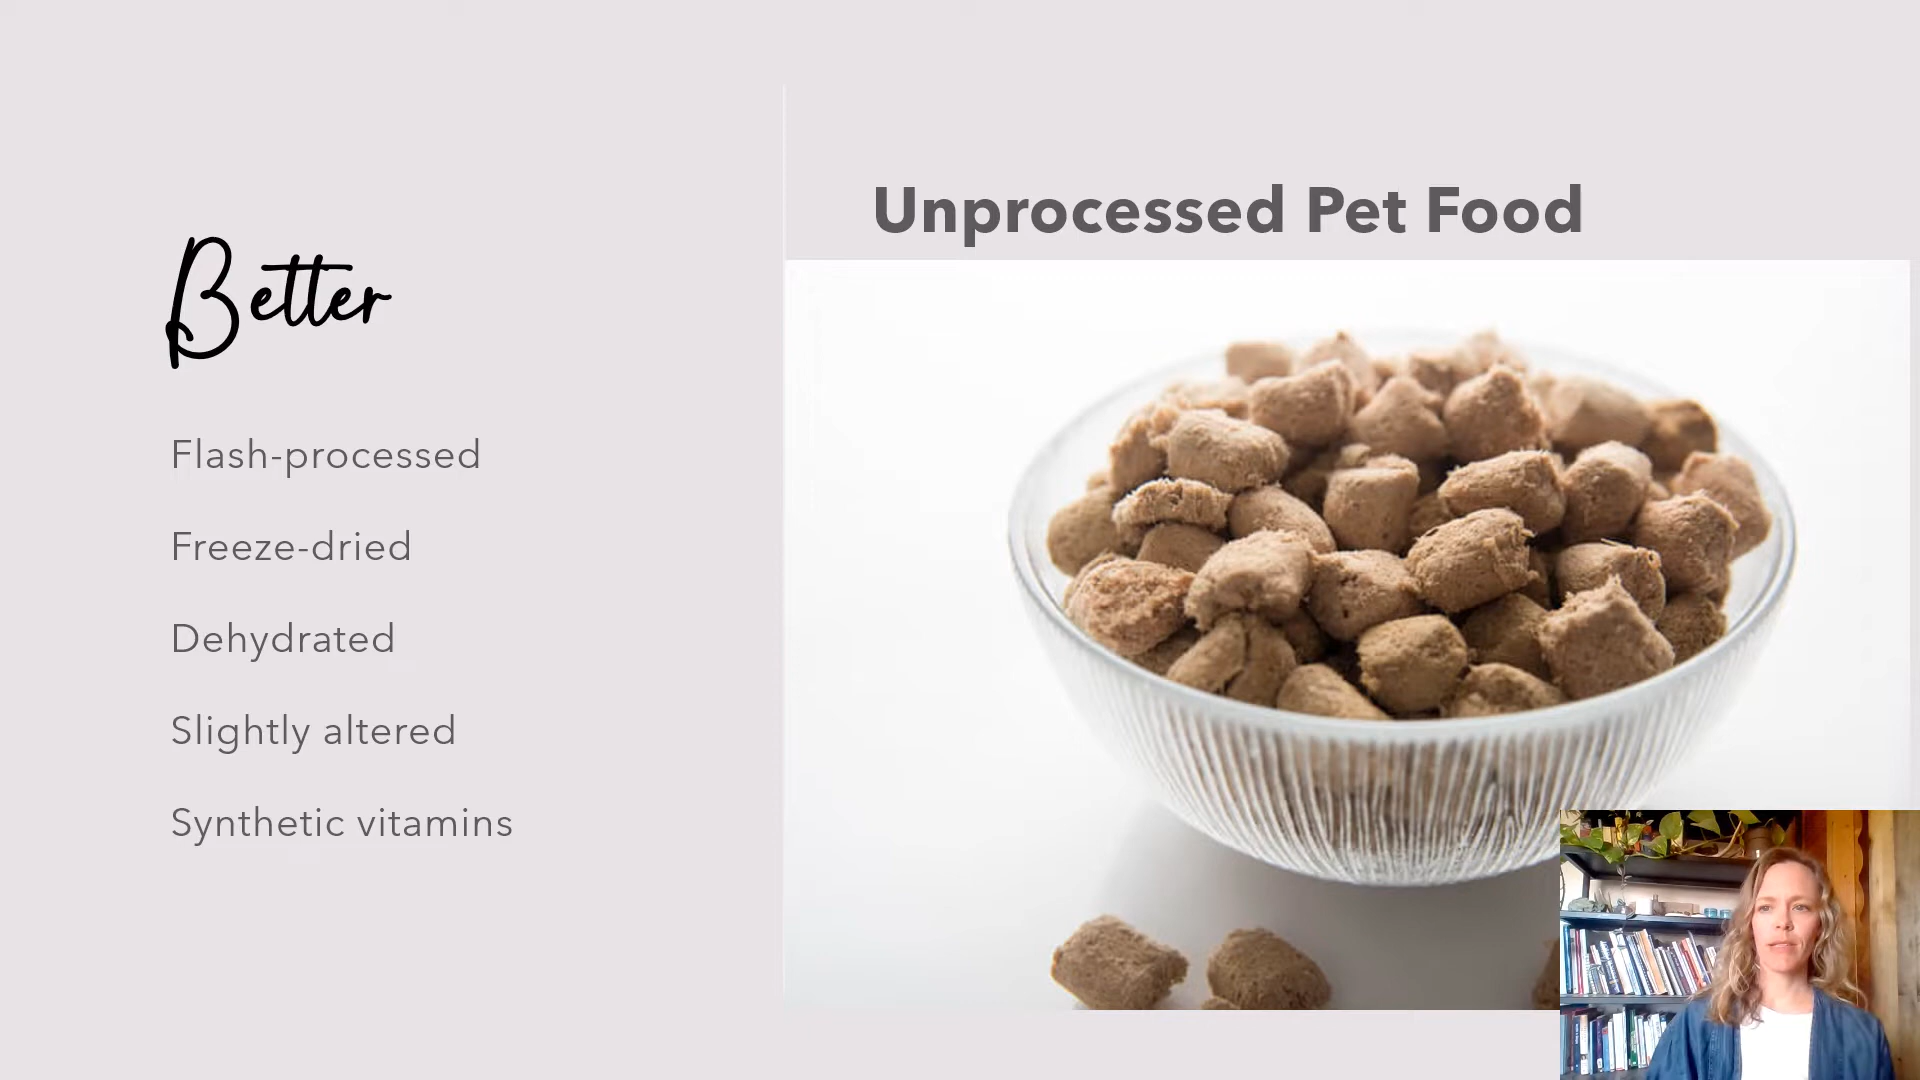 Better
Flash-processed
Freeze-dried
Dehydrated
Slightly altered
Synthetic vitamins
Unprocessed Pet Food